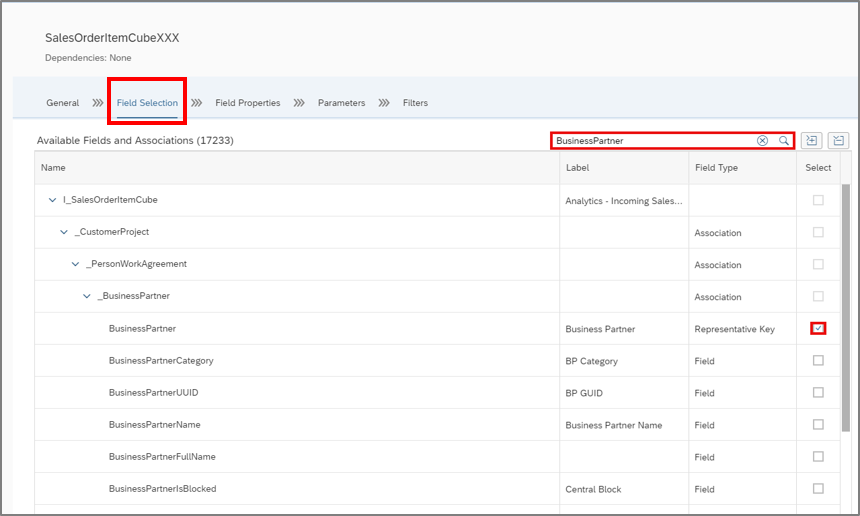 SalesOrderItemCubeXXX
Dependencies: None
General Field Selection Field Properties Parameters Filters
Available Fields and Associations (17233) BusinessPartner
Name Label Field Type Select
I_SalesOrderItemCube Analytics - Incoming Sales...
_CustomerProject Association
_PersonWorkAgreement Association
_BusinessPartner Association
BusinessPartner Business Partner Representative Key
BusinessPartnerCategory BP Category Field
BusinessPartnerUUID BP GUID Field
BusinessPartnerName Business Partner Name Field
BusinessPartnerFullName Field
BusinessPartnerIsBlocked Central Block Field